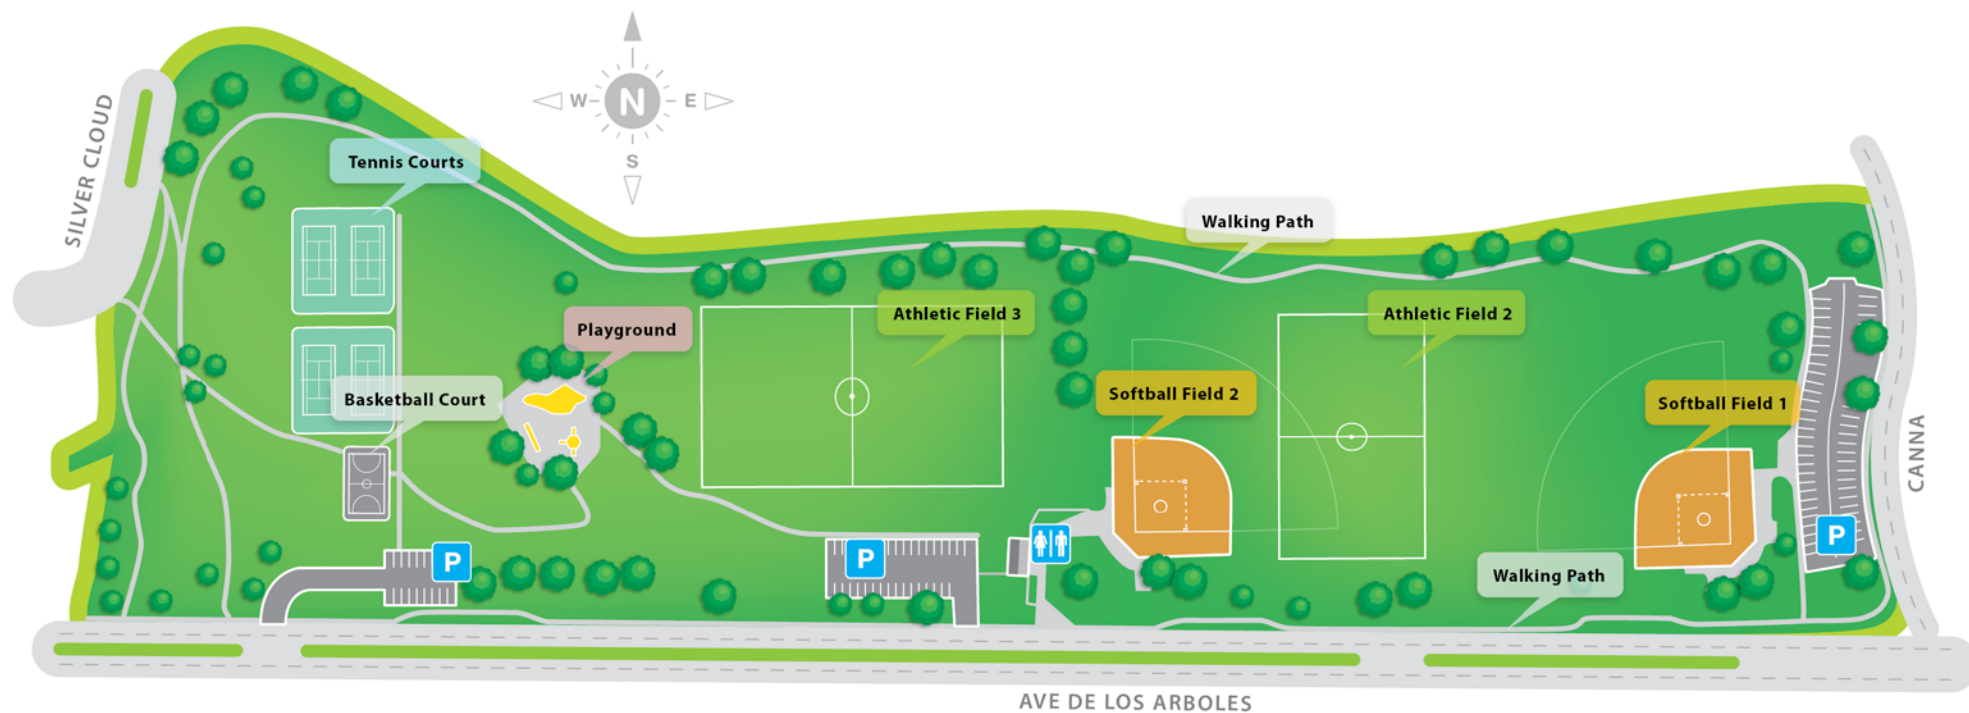 N
W
E
S
SILVER CLOUD
Tennis Courts
Walking Path
Playground
Athletic Field 3
Athletic Field 2
Basketball Court
Softball Field 2
Softball Field 1
CANNA
P
P
P
Walking Path
AVE DE LOS ARBOLES